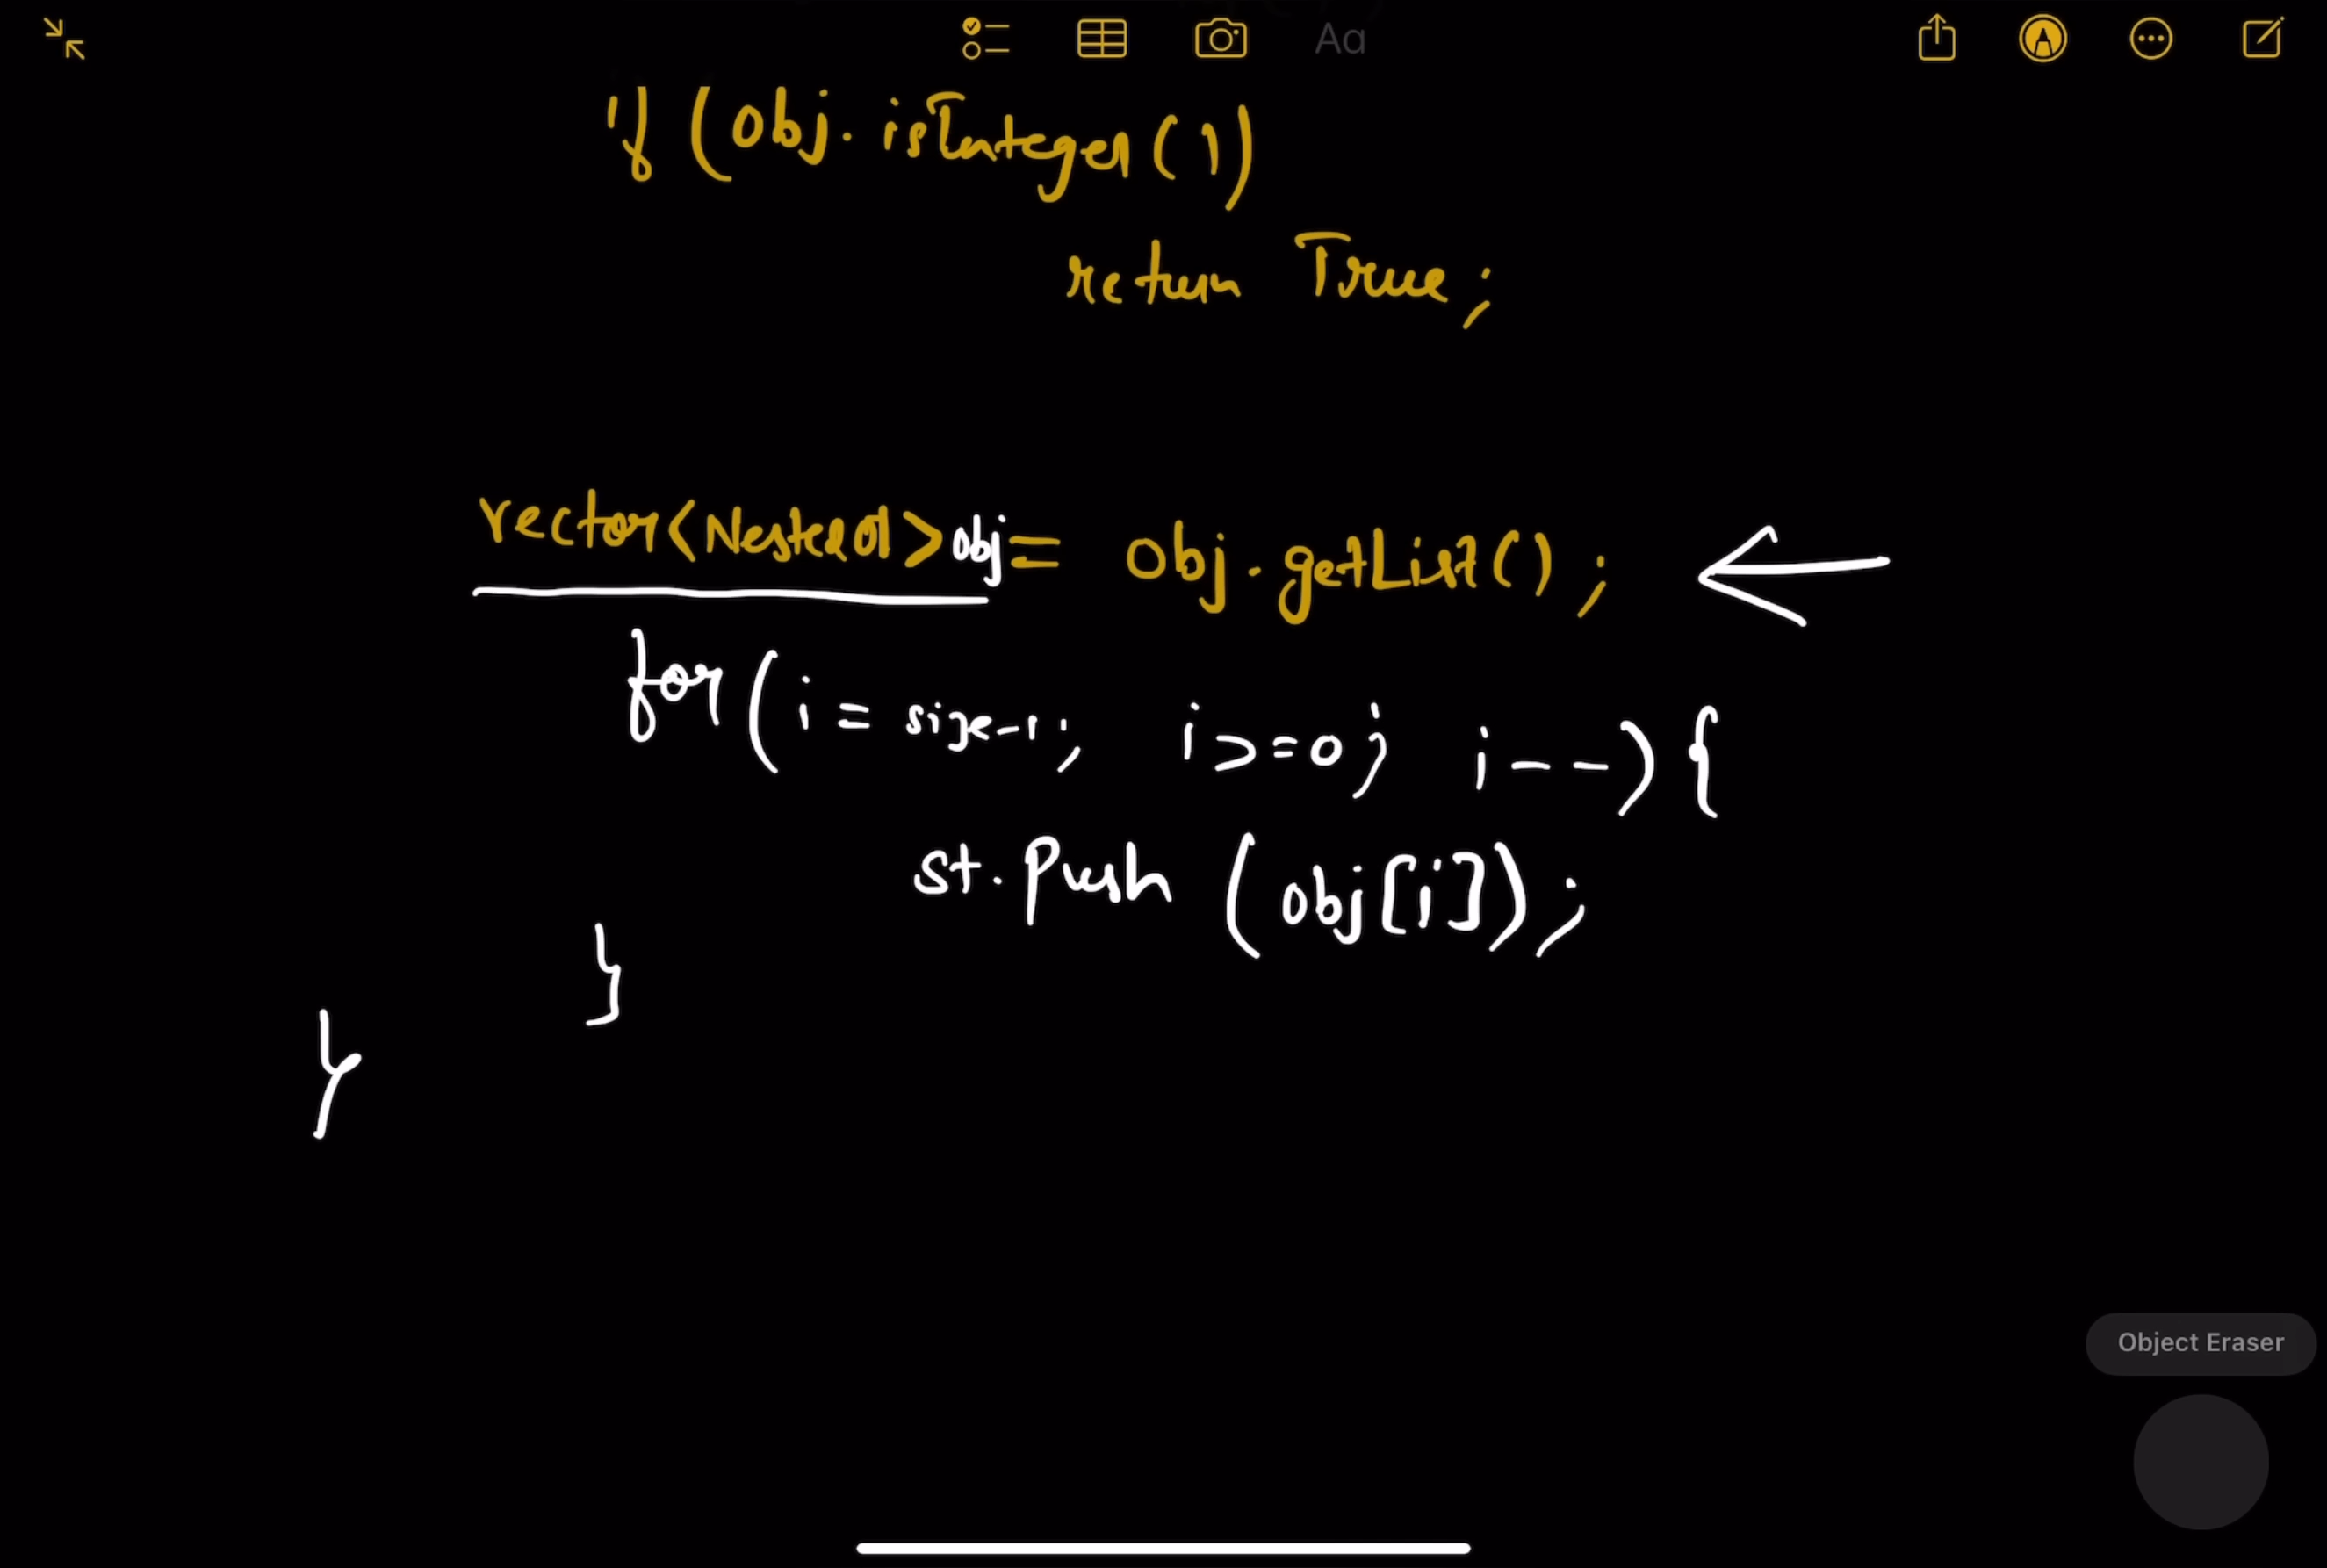 Aa
if (obj.isInteger())
return True;
vector<NestedOl>obj = obj.getList();
for(i = size-1; i>=0; i--){
st.push(obj[i]);
}
}
Object Eraser